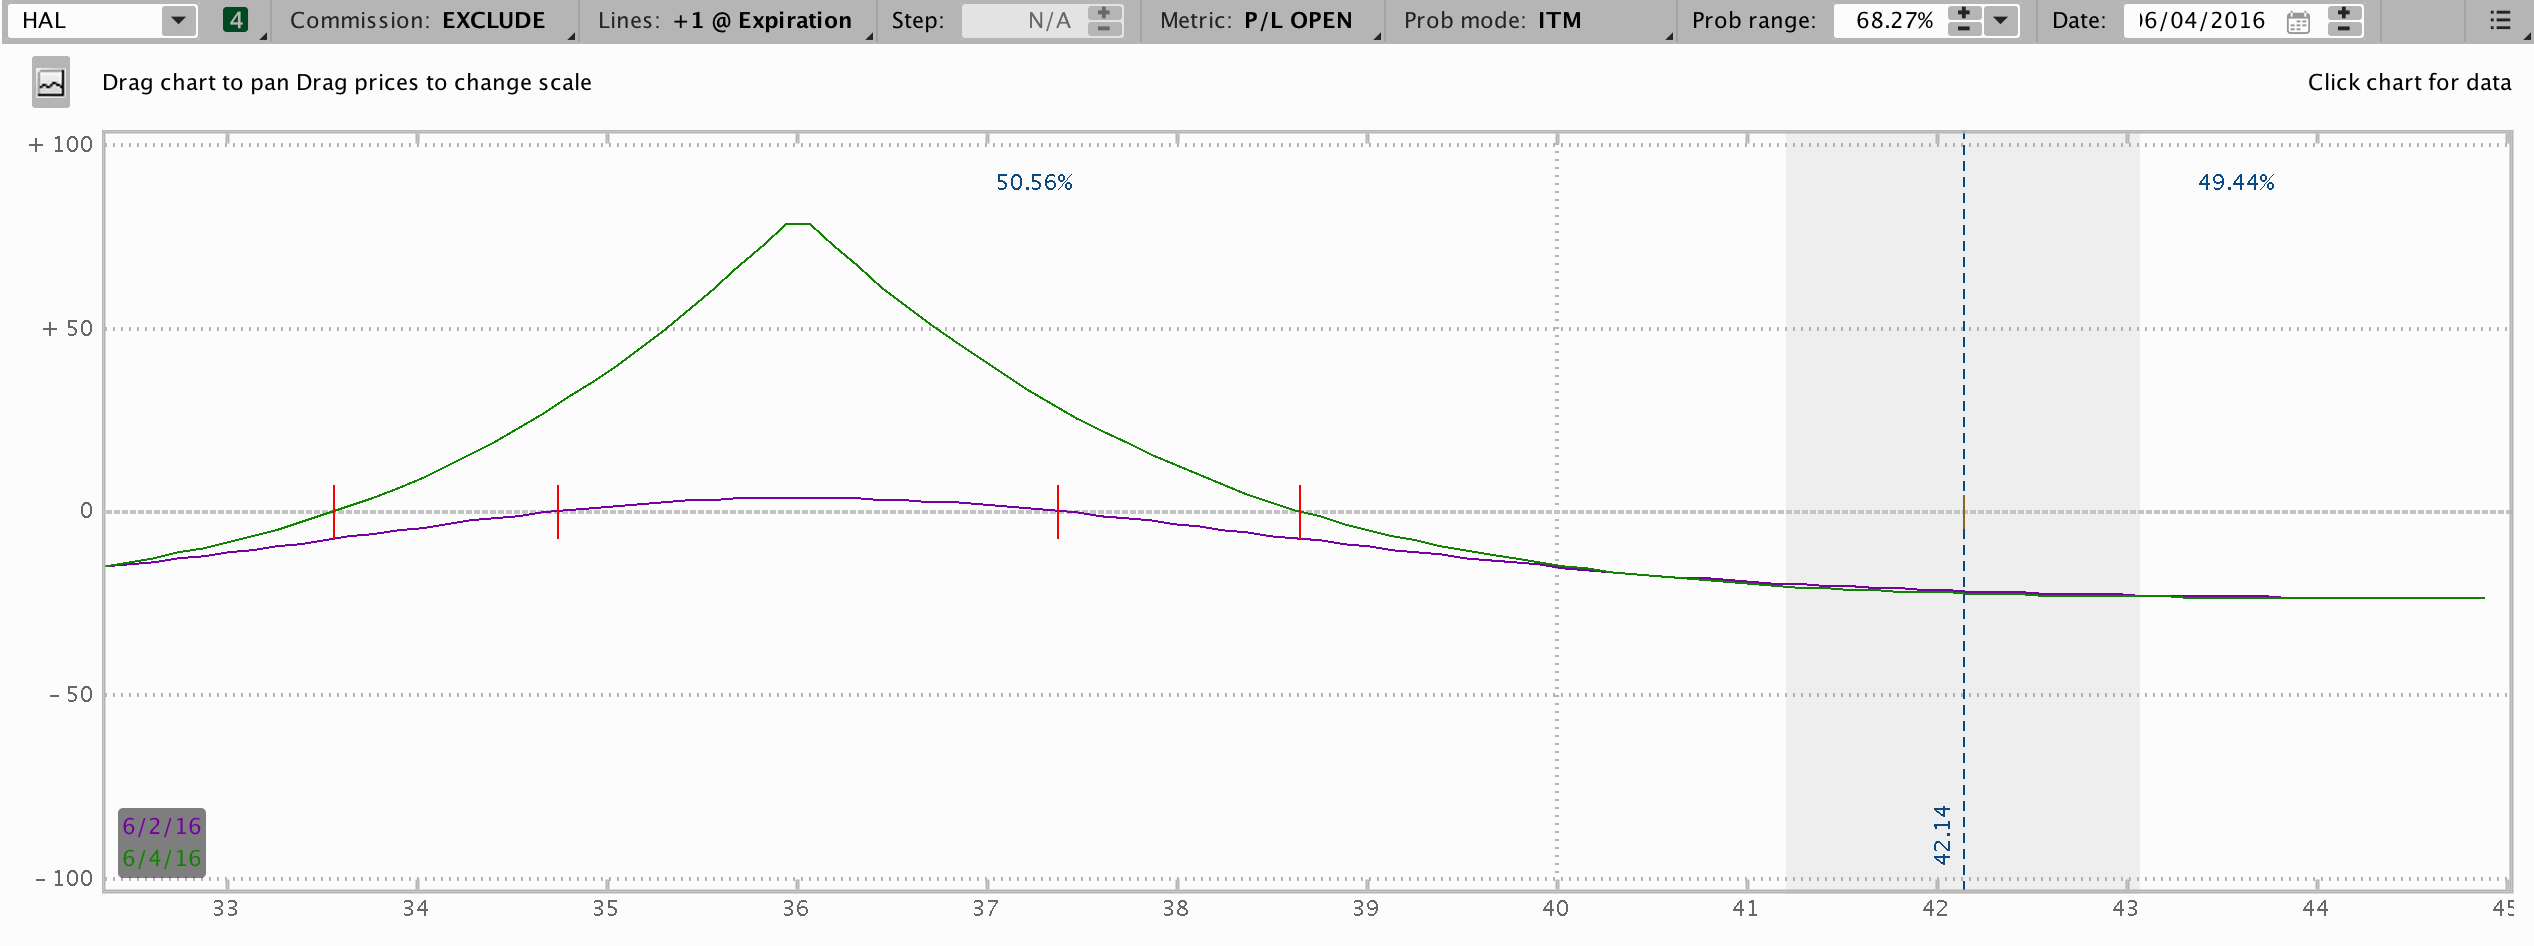 HAL 4 Commission: EXCLUDE Lines: +1 @ Expiration Step: N/A Metric: P/L OPEN Prob mode: ITM Prob range: 68.27% Date: 06/04/2016
Drag chart to pan Drag prices to change scale
Click chart for data
+ 100
50.56%
49.44%
+ 50
0
- 50
42.14
6/2/16
6/4/16
- 100
33 34 35 36 37 38 39 40 41 42 43 44 45